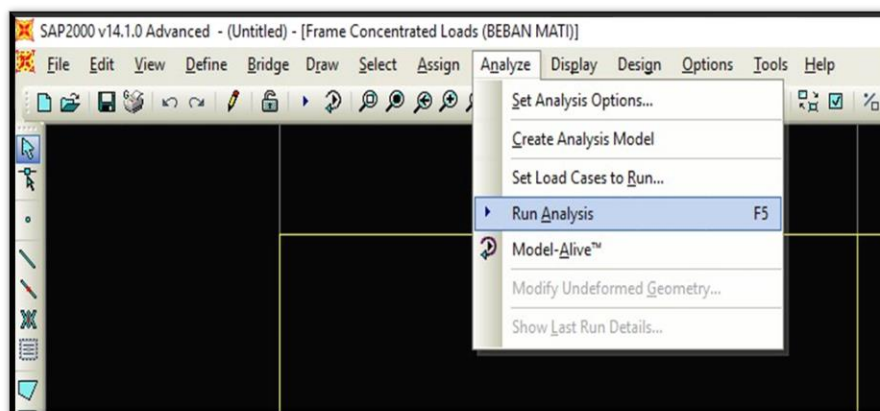 SAP2000 v14.1.0 Advanced - (Untitled) - [Frame Concentrated Loads (BEBAN MATI)]
File Edit View Define Bridge Draw Select Assign Analyze Display Design Options Tools Help
Set Analysis Options...
Create Analysis Model
Set Load Cases to Run...
Run Analysis F5
Model-Alive™
Modify Undeformed Geometry...
Show Last Run Details...